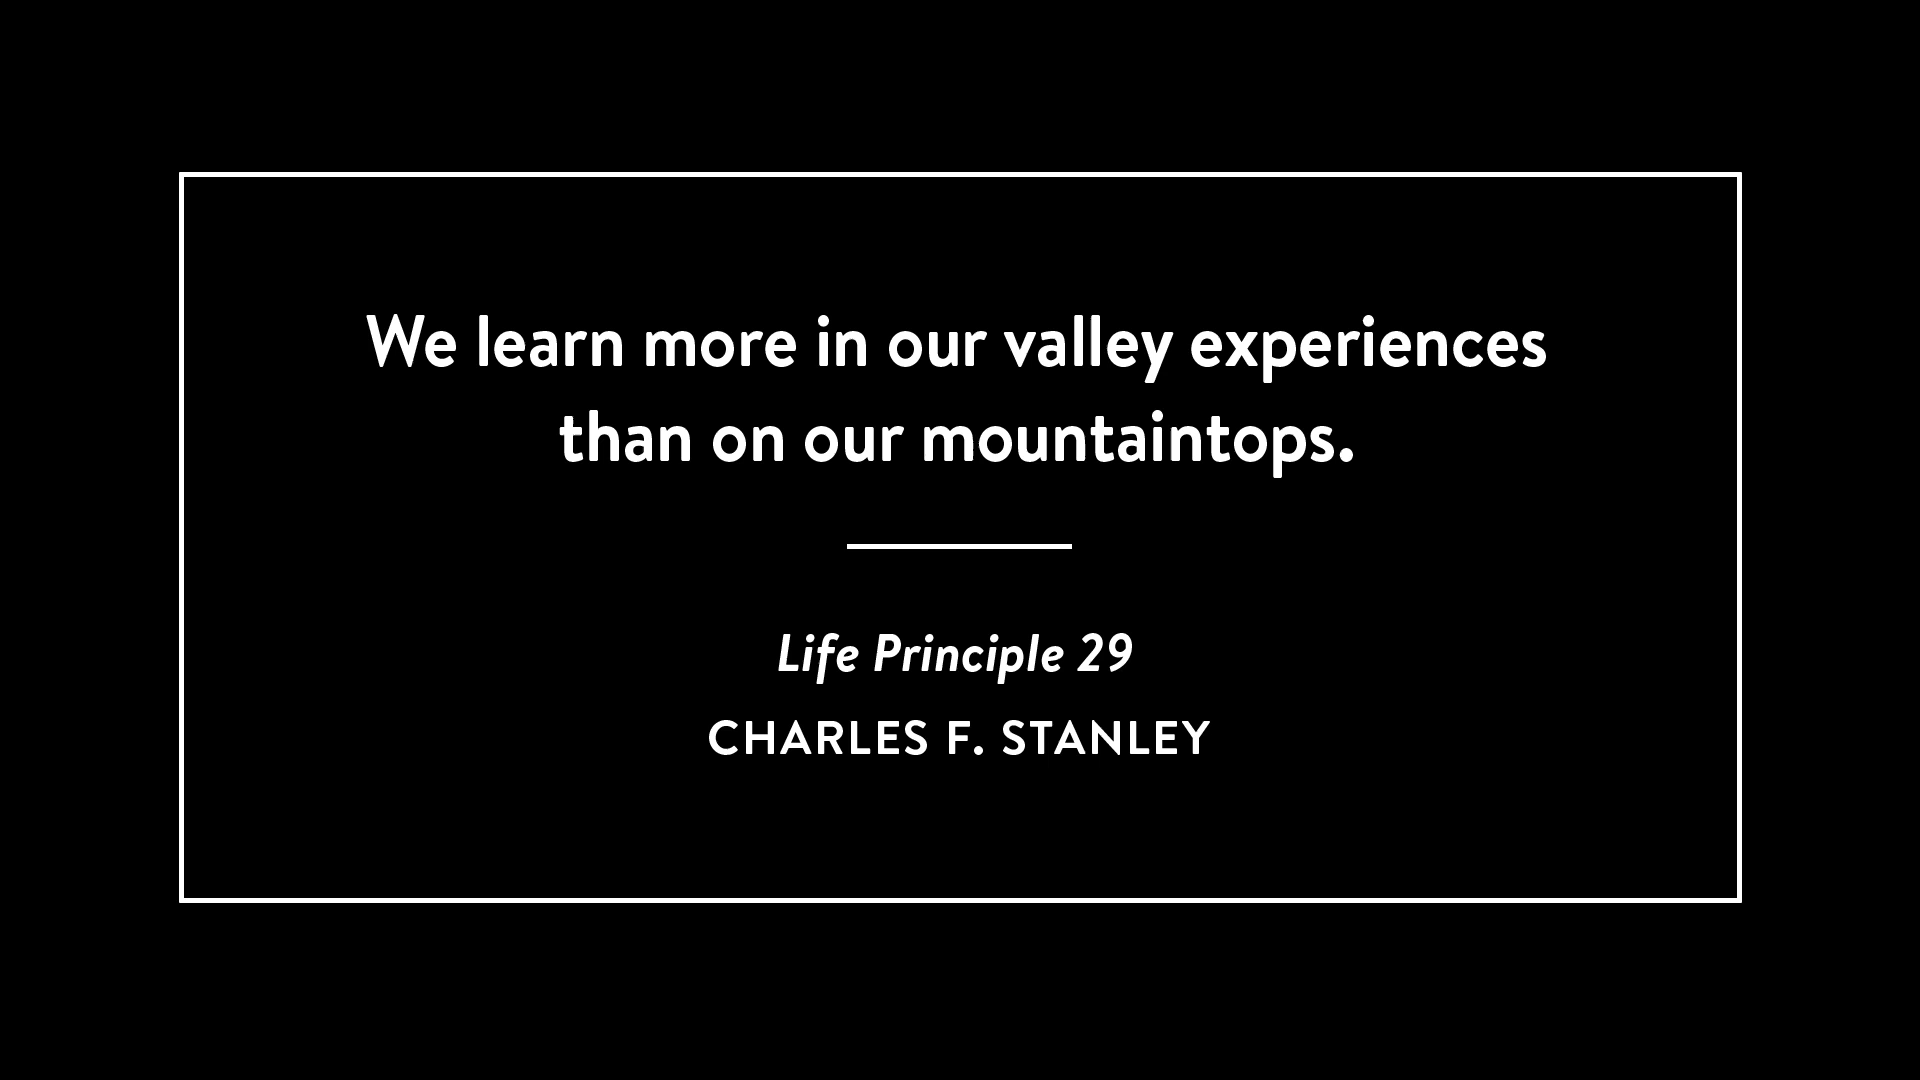 We learn more in our valley experiences
than on our mountaintops.
Life Principle 29
CHARLES F. STANLEY